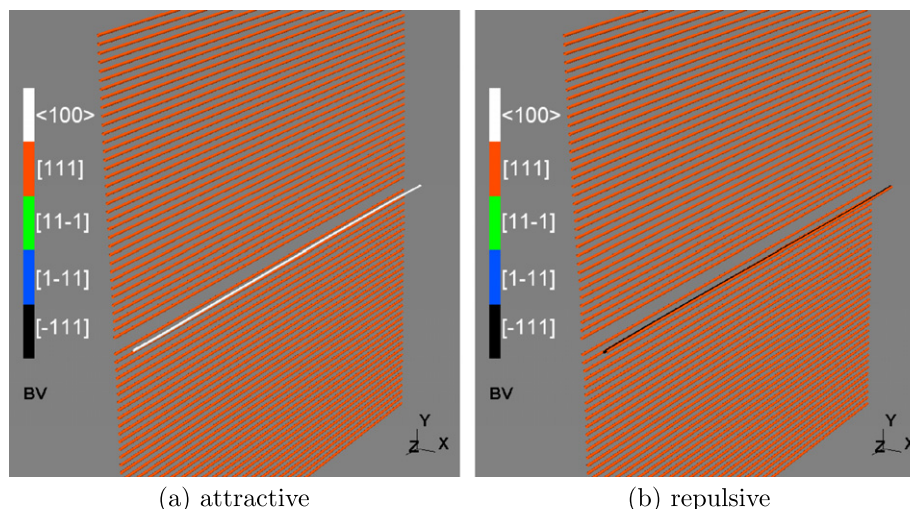 <100>
[111]
[11-1]
[1-11]
[-111]
BV
Y
Z X
(a) attractive
<100>
[111]
[11-1]
[1-11]
[-111]
BV
Y
Z X
(b) repulsive